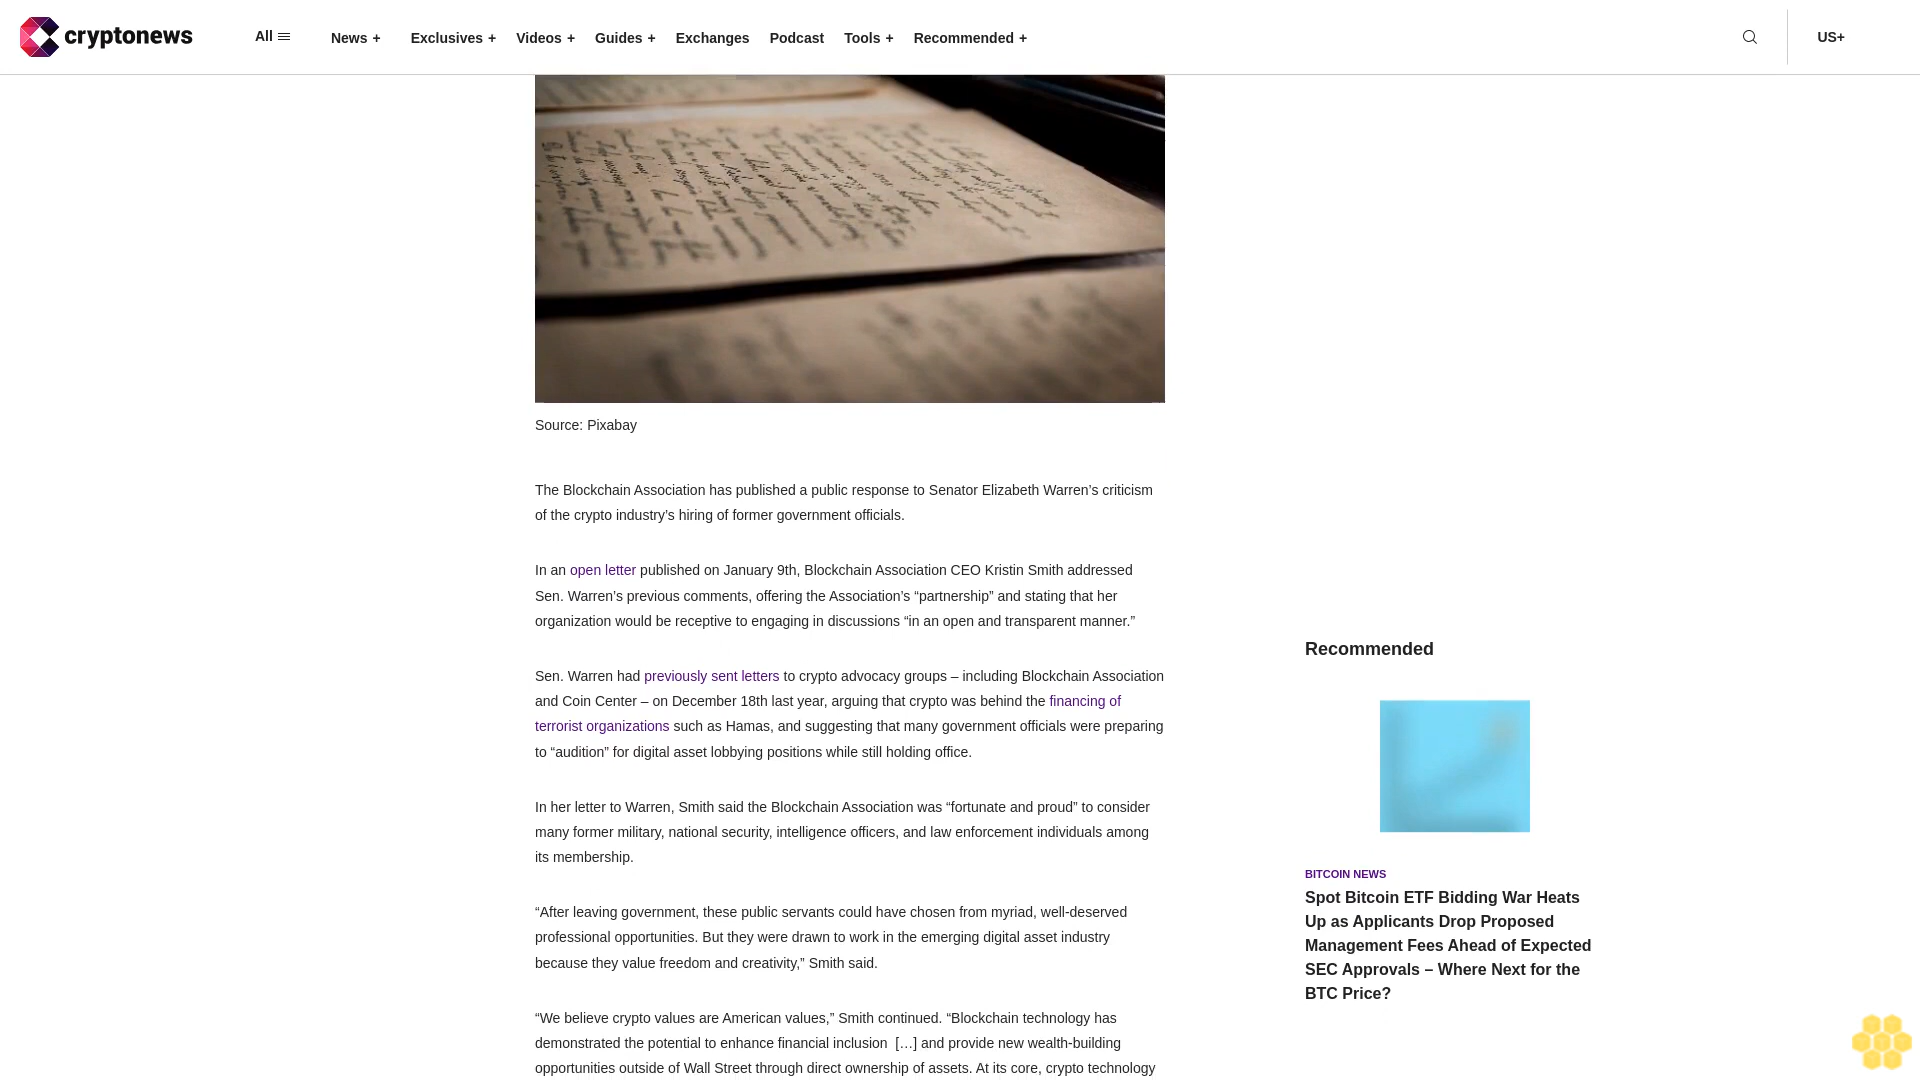 cryptonews
All
News +
Exclusives +
Videos +
Guides +
Exchanges
Podcast
Tools +
Recommended +
US+
Source: Pixabay
The Blockchain Association has published a public response to Senator Elizabeth Warren’s criticism
of the crypto industry’s hiring of former government officials.
In an open letter published on January 9th, Blockchain Association CEO Kristin Smith addressed
Sen. Warren’s previous comments, offering the Association’s “partnership” and stating that her
organization would be receptive to engaging in discussions “in an open and transparent manner.”
Sen. Warren had previously sent letters to crypto advocacy groups – including Blockchain Association
and Coin Center – on December 18th last year, arguing that crypto was behind the financing of
terrorist organizations such as Hamas, and suggesting that many government officials were preparing
to “audition” for digital asset lobbying positions while still holding office.
In her letter to Warren, Smith said the Blockchain Association was “fortunate and proud” to consider
many former military, national security, intelligence officers, and law enforcement individuals among
its membership.
“After leaving government, these public servants could have chosen from myriad, well-deserved
professional opportunities. But they were drawn to work in the emerging digital asset industry
because they value freedom and creativity,” Smith said.
“We believe crypto values are American values,” Smith continued. “Blockchain technology has
demonstrated the potential to enhance financial inclusion  […] and provide new wealth-building
opportunities outside of Wall Street through direct ownership of assets. At its core, crypto technology
Recommended
BITCOIN NEWS
Spot Bitcoin ETF Bidding War Heats
Up as Applicants Drop Proposed
Management Fees Ahead of Expected
SEC Approvals – Where Next for the
BTC Price?